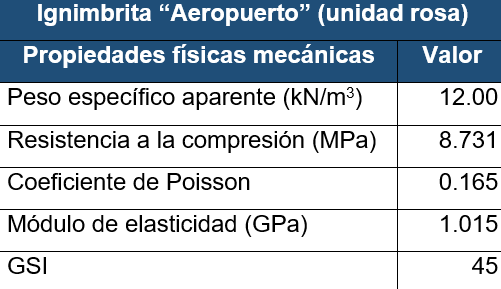 Ignimbrita “Aeropuerto” (unidad rosa)
Propiedades físicas mecánicas Valor
Peso específico aparente (kN/m³) 12.00
Resistencia a la compresión (MPa) 8.731
Coeficiente de Poisson 0.165
Módulo de elasticidad (GPa) 1.015
GSI 45